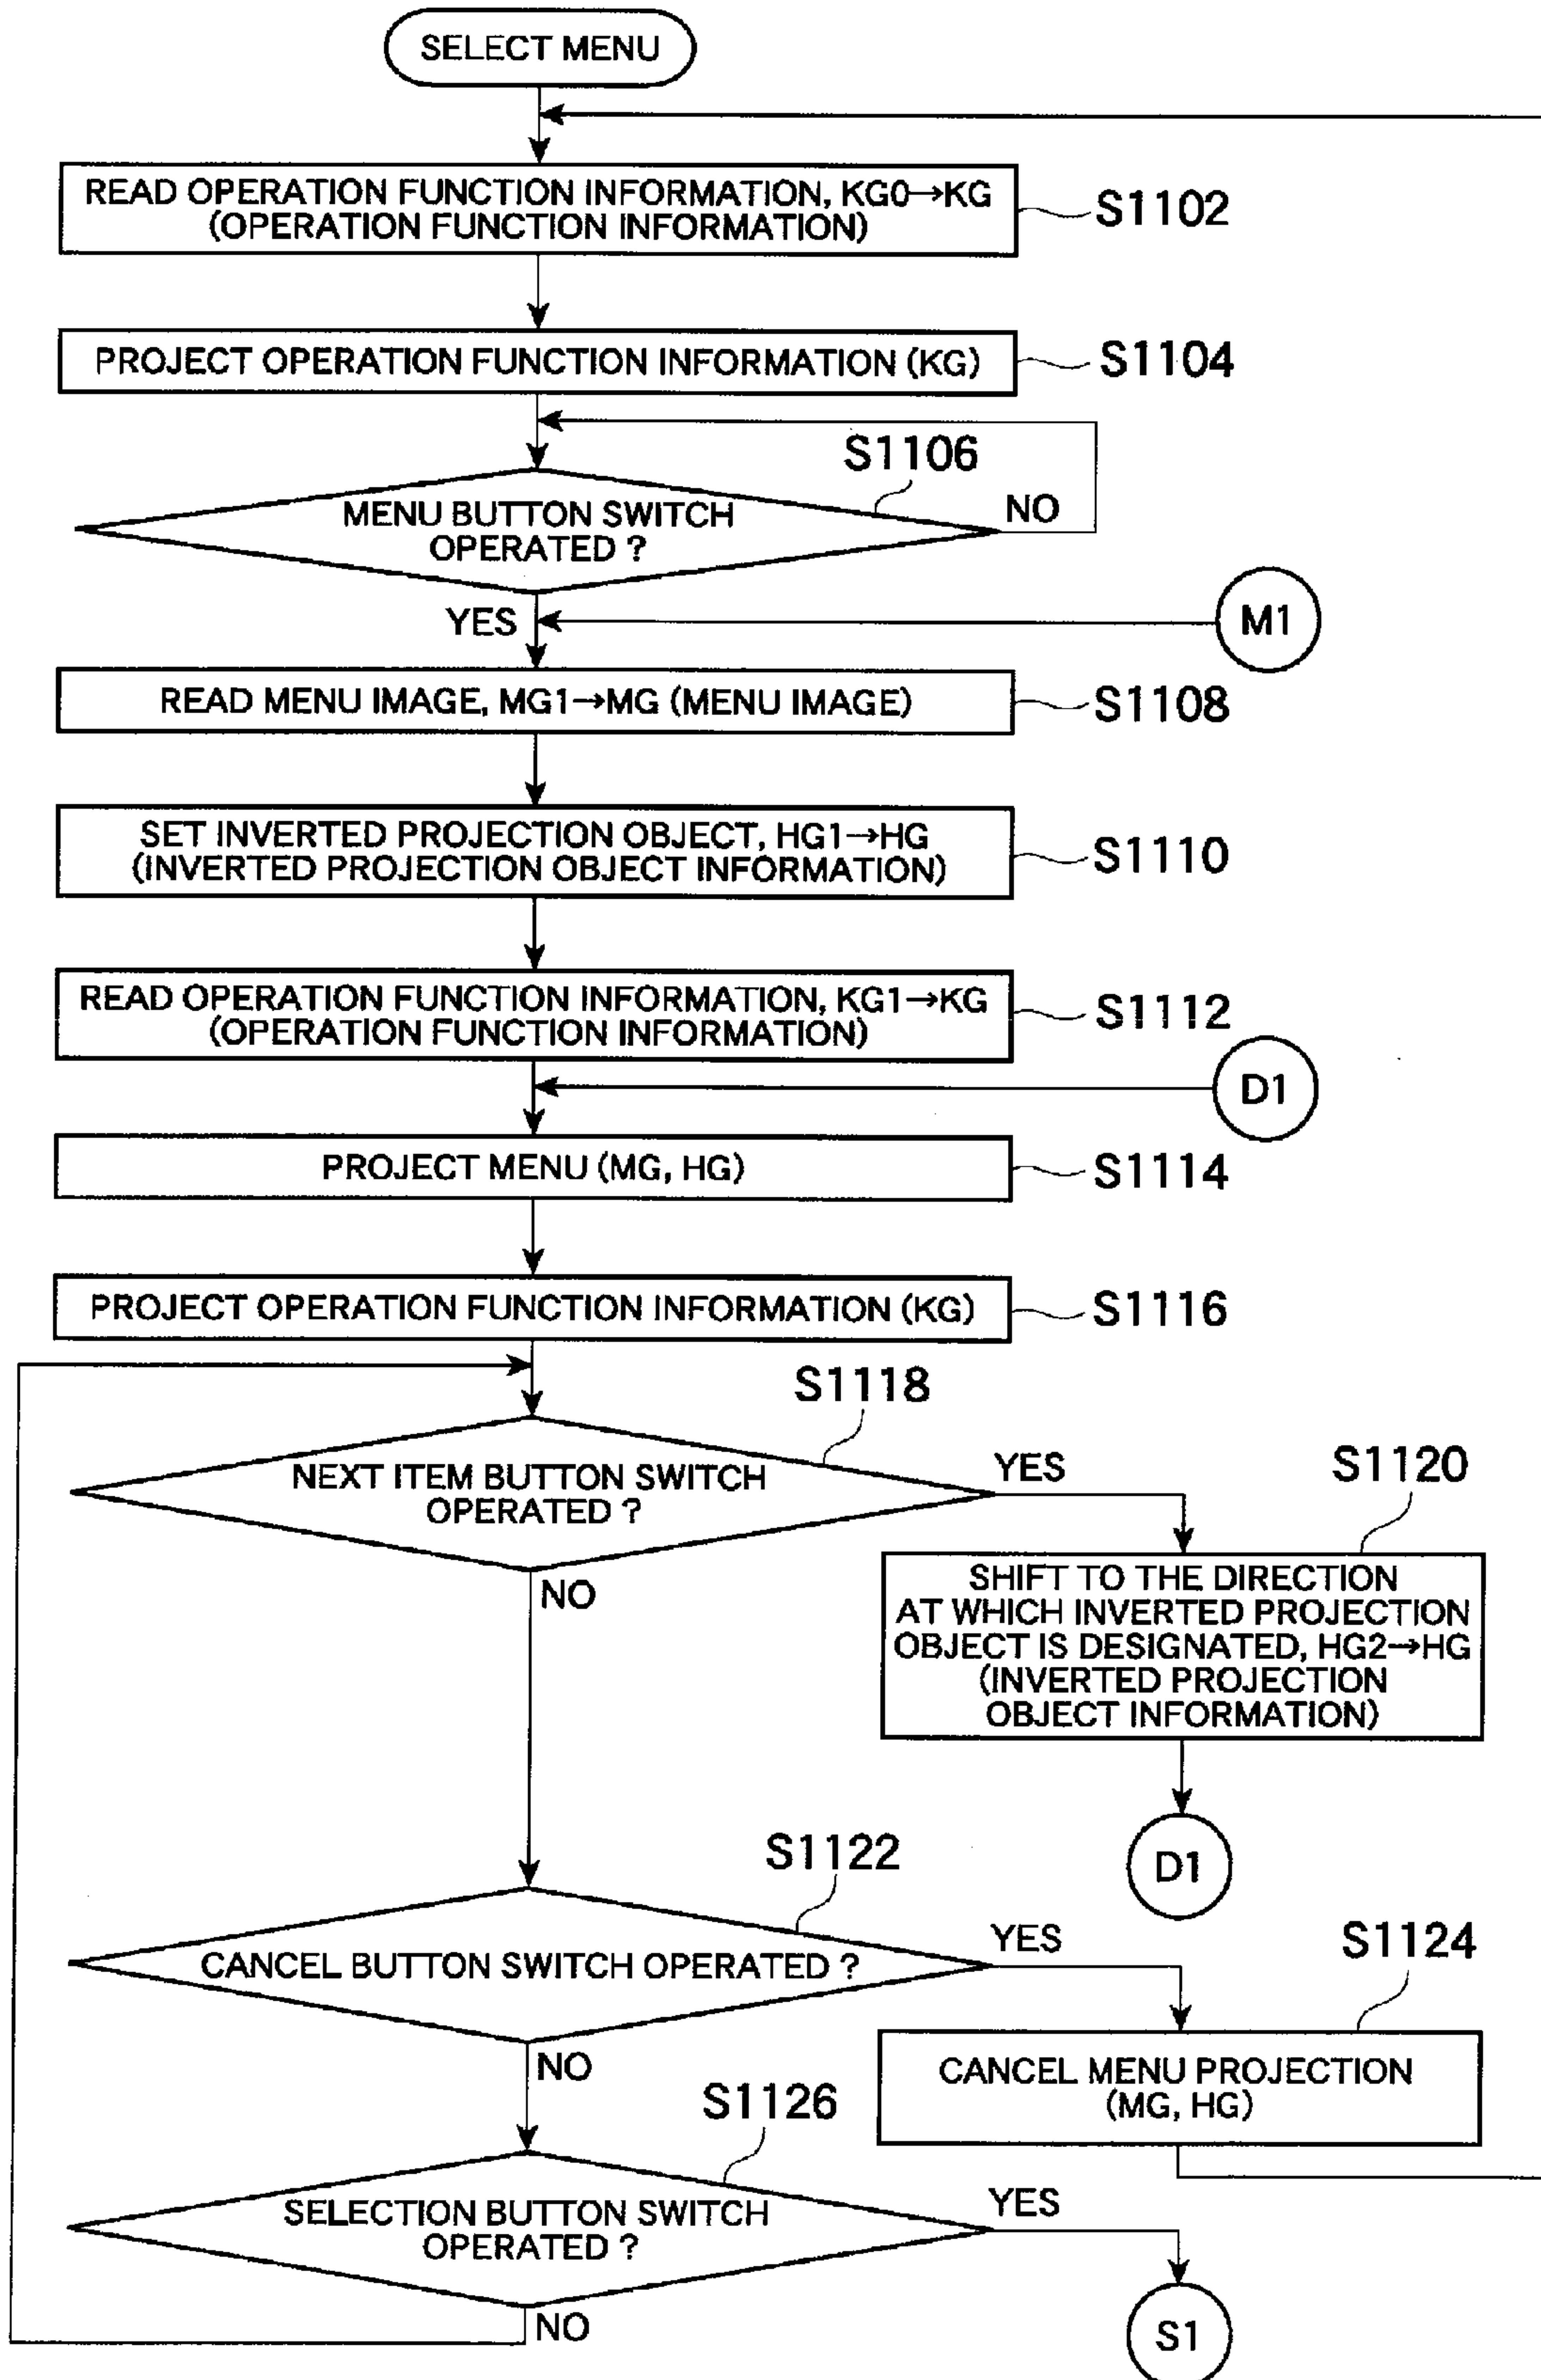 SELECT MENU
READ OPERATION FUNCTION INFORMATION, KG0→KG
(OPERATION FUNCTION INFORMATION)
S1102
PROJECT OPERATION FUNCTION INFORMATION (KG)
S1104
S1106
MENU BUTTON SWITCH
OPERATED ?
NO
YES
M1
READ MENU IMAGE, MG1→MG (MENU IMAGE)
S1108
SET INVERTED PROJECTION OBJECT, HG1→HG
(INVERTED PROJECTION OBJECT INFORMATION)
S1110
READ OPERATION FUNCTION INFORMATION, KG1→KG
(OPERATION FUNCTION INFORMATION)
S1112
D1
PROJECT MENU (MG, HG)
S1114
PROJECT OPERATION FUNCTION INFORMATION (KG)
S1116
S1118
NEXT ITEM BUTTON SWITCH
OPERATED ?
YES
S1120
NO
SHIFT TO THE DIRECTION
AT WHICH INVERTED PROJECTION
OBJECT IS DESIGNATED, HG2→HG
(INVERTED PROJECTION
OBJECT INFORMATION)
D1
S1122
CANCEL BUTTON SWITCH OPERATED ?
YES
S1124
NO
CANCEL MENU PROJECTION
(MG, HG)
S1126
SELECTION BUTTON SWITCH
OPERATED ?
YES
NO
S1